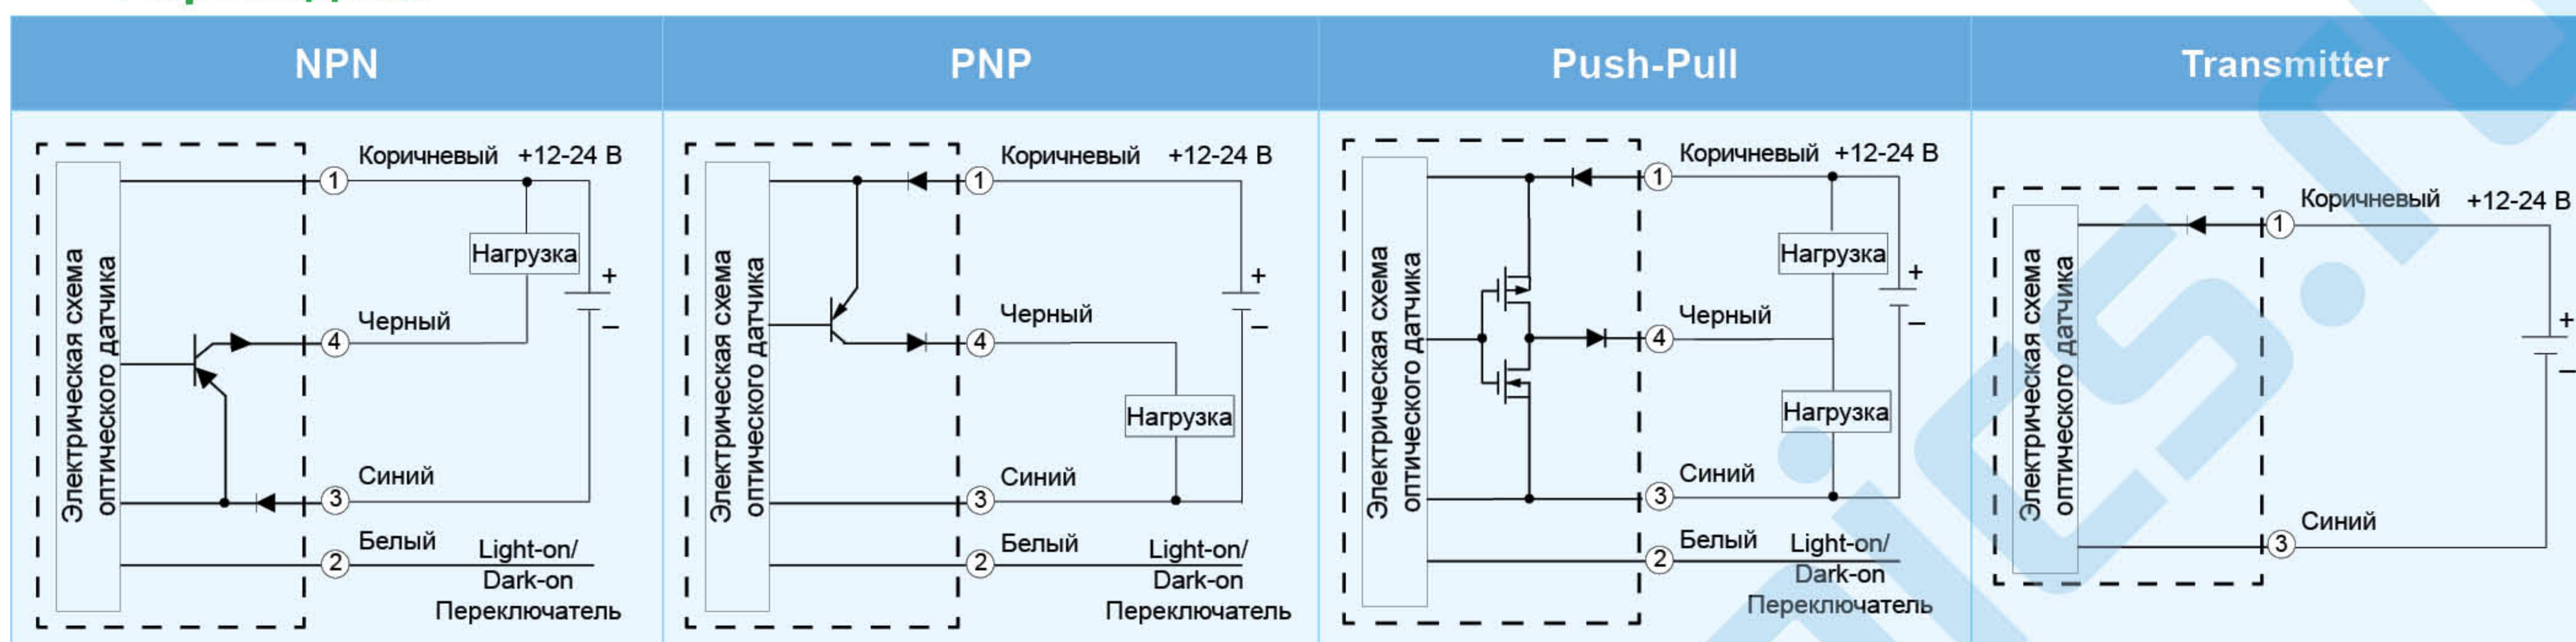 NPN
PNP
Push-Pull
Transmitter
Электрическая схема
оптического датчика
1
Коричневый
+12-24 В
Нагрузка
+
−
4
Черный
3
Синий
2
Белый
Light-on/
Dark-on
Переключатель
Электрическая схема
оптического датчика
1
Коричневый
+12-24 В
+
−
4
Черный
Нагрузка
3
Синий
2
Белый
Light-on/
Dark-on
Переключатель
Электрическая схема
оптического датчика
1
Коричневый
+12-24 В
Нагрузка
+
−
4
Черный
Нагрузка
3
Синий
2
Белый
Light-on/
Dark-on
Переключатель
Электрическая схема
оптического датчика
1
Коричневый
+12-24 В
+
−
3
Синий